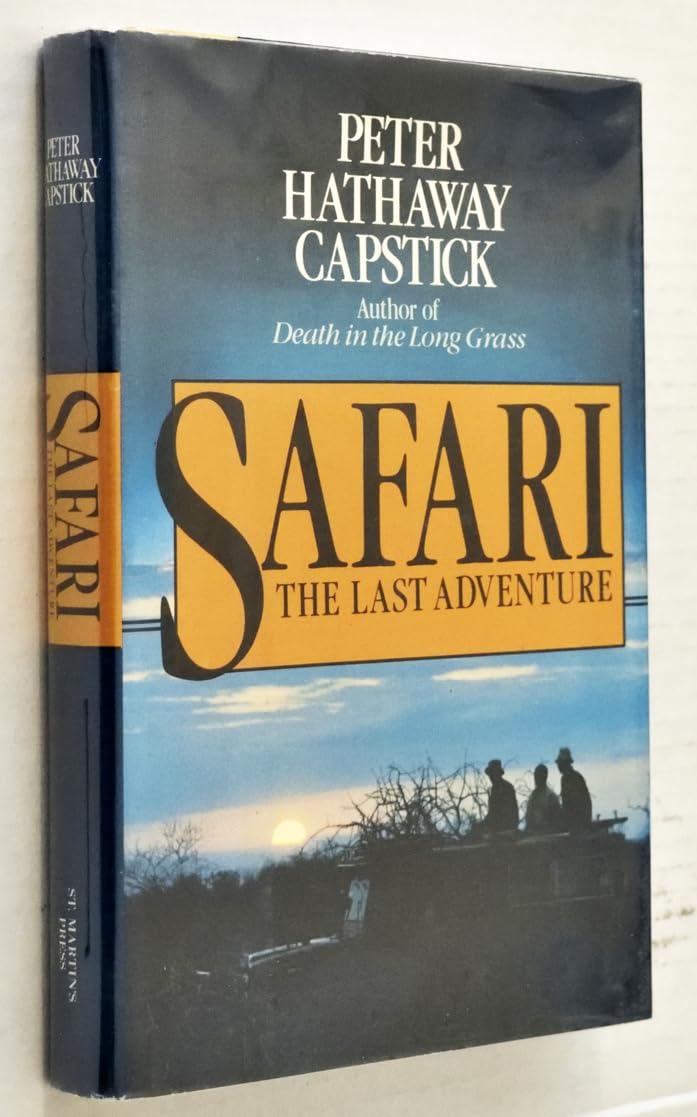 PETER
HATHAWAY
CAPSTICK
Author of
Death in the Long Grass
SAFARI
THE LAST ADVENTURE
PETER
HATHAWAY
CAPSTICK
SAFARI
THE LAST ADVENTURE
ST. MARTIN'S
PRESS